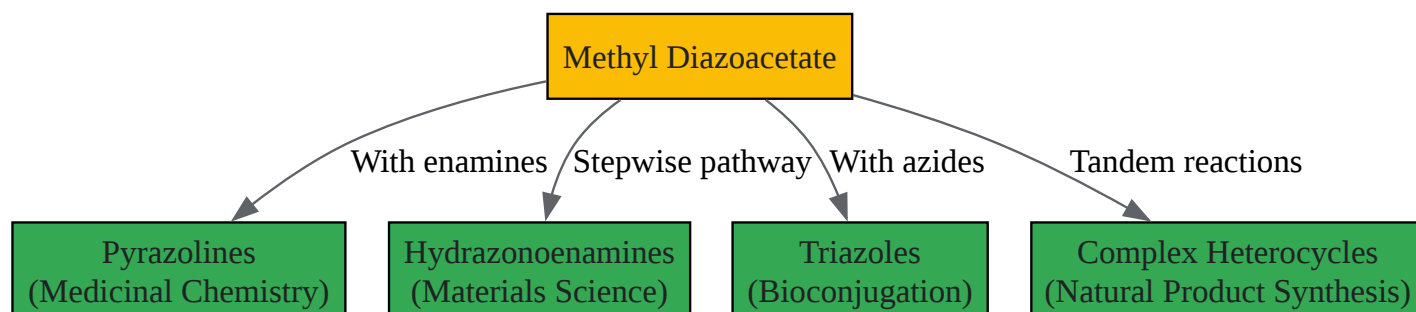 Methyl Diazoacetate
With enamines
Stepwise pathway
With azides
Tandem reactions
Pyrazolines
(Medicinal Chemistry)
Hydrazonoenamines
(Materials Science)
Triazoles
(Bioconjugation)
Complex Heterocycles
(Natural Product Synthesis)